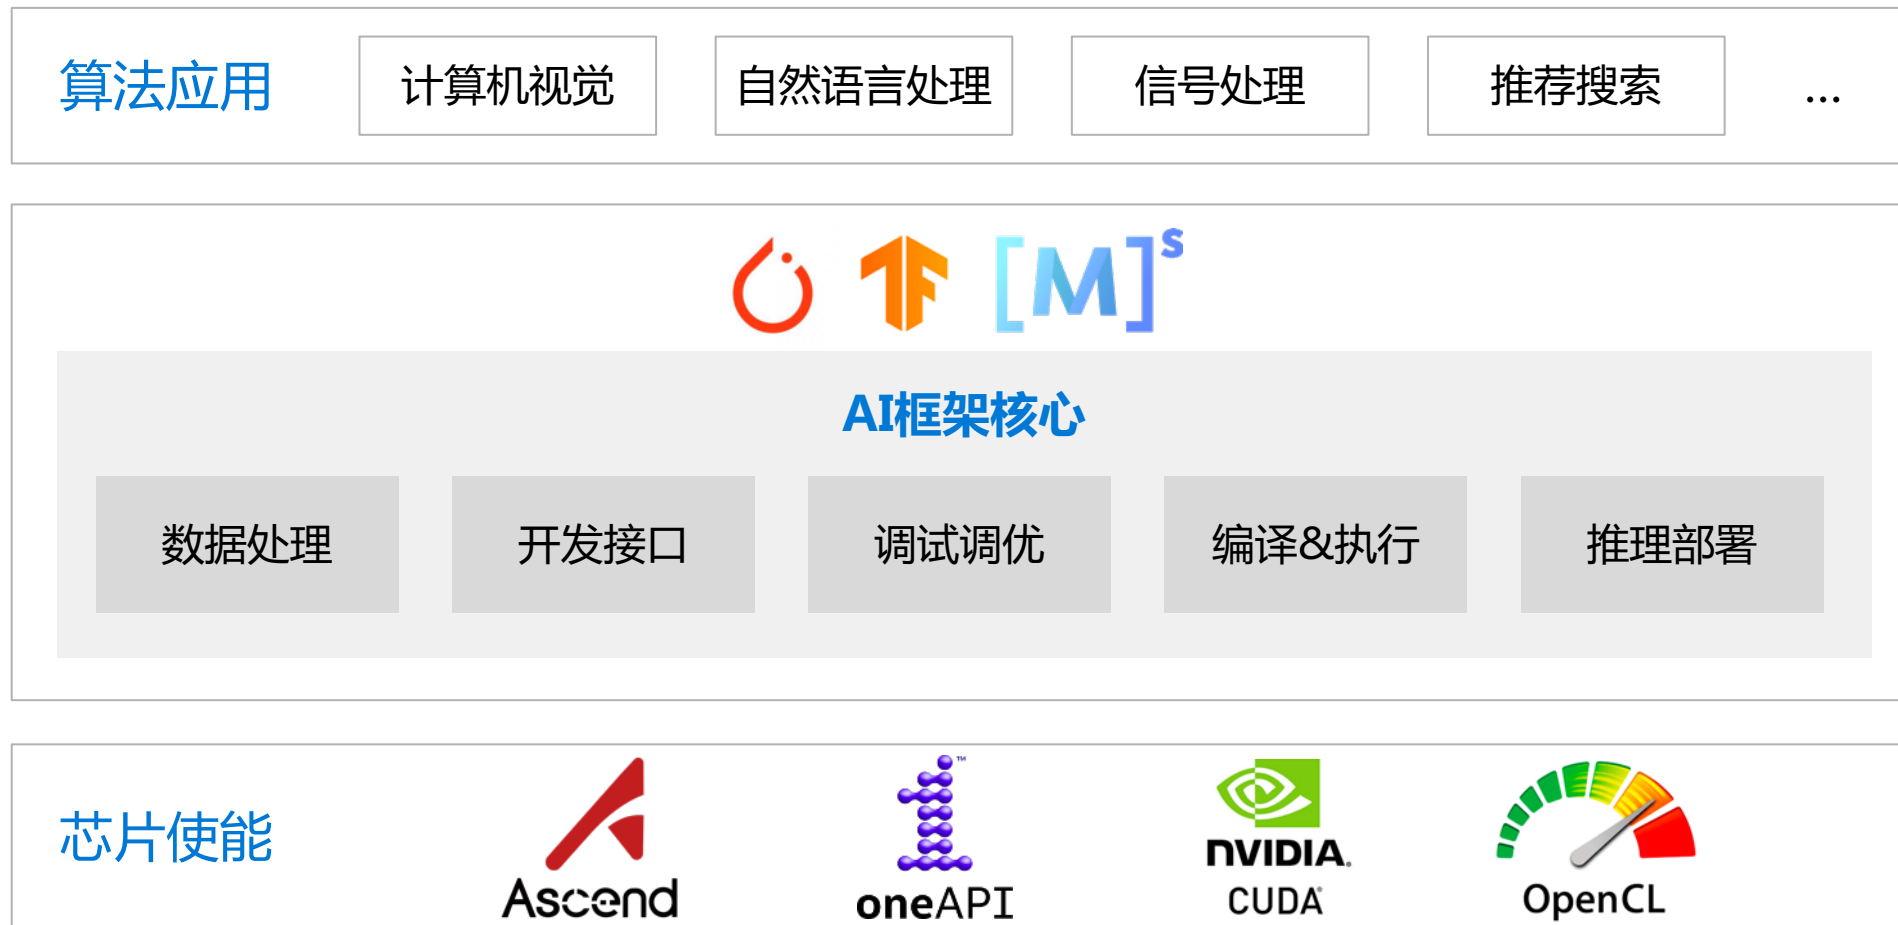 算法应用
计算机视觉
自然语言处理
信号处理
推荐搜索
...
[M]s
AI框架核心
数据处理
开发接口
调试调优
编译&执行
推理部署
芯片使能
Ascend
oneAPI
TM
NVIDIA.
CUDA
OpenCL